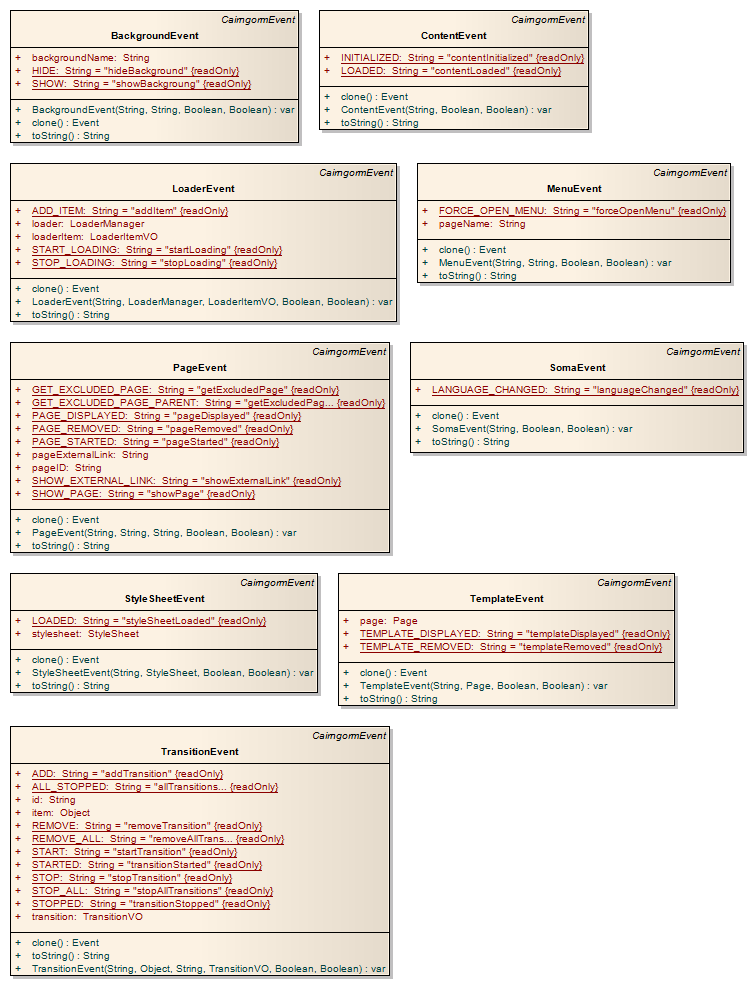 CairngormEvent
BackgroundEvent
+ backgroundName: String
+ HIDE: String = "hideBackground" {readOnly}
+ SHOW: String = "showBackgroung" {readOnly}
+ BackgroundEvent(String, String, Boolean, Boolean) : var
+ clone() : Event
+ toString() : String
CairngormEvent
ContentEvent
+ INITIALIZED: String = "contentInitialized" {readOnly}
+ LOADED: String = "contentLoaded" {readOnly}
+ clone() : Event
+ ContentEvent(String, Boolean, Boolean) : var
+ toString() : String
CairngormEvent
LoaderEvent
+ ADD_ITEM: String = "addItem" {readOnly}
+ loader: LoaderManager
+ loaderItem: LoaderItemVO
+ START_LOADING: String = "startLoading" {readOnly}
+ STOP_LOADING: String = "stopLoading" {readOnly}
+ clone() : Event
+ LoaderEvent(String, LoaderManager, LoaderItemVO, Boolean, Boolean) : var
+ toString() : String
CairngormEvent
MenuEvent
+ FORCE_OPEN_MENU: String = "forceOpenMenu" {readOnly}
+ pageName: String
+ clone() : Event
+ MenuEvent(String, String, Boolean, Boolean) : var
+ toString() : String
CairngormEvent
PageEvent
+ GET_EXCLUDED_PAGE: String = "getExcludedPage" {readOnly}
+ GET_EXCLUDED_PAGE_PARENT: String = "getExcludedPag... {readOnly}
+ PAGE_DISPLAYED: String = "pageDisplayed" {readOnly}
+ PAGE_REMOVED: String = "pageRemoved" {readOnly}
+ PAGE_STARTED: String = "pageStarted" {readOnly}
+ pageExternalLink: String
+ pageID: String
+ SHOW_EXTERNAL_LINK: String = "showExternalLink" {readOnly}
+ SHOW_PAGE: String = "showPage" {readOnly}
+ clone() : Event
+ PageEvent(String, String, String, Boolean, Boolean) : var
+ toString() : String
CairngormEvent
SomaEvent
+ LANGUAGE_CHANGED: String = "languageChanged" {readOnly}
+ clone() : Event
+ SomaEvent(String, Boolean, Boolean) : var
+ toString() : String
CairngormEvent
StyleSheetEvent
+ LOADED: String = "styleSheetLoaded" {readOnly}
+ stylesheet: StyleSheet
+ clone() : Event
+ StyleSheetEvent(String, StyleSheet, Boolean, Boolean) : var
+ toString() : String
CairngormEvent
TemplateEvent
+ page: Page
+ TEMPLATE_DISPLAYED: String = "templateDisplayed" {readOnly}
+ TEMPLATE_REMOVED: String = "templateRemoved" {readOnly}
+ clone() : Event
+ TemplateEvent(String, Page, Boolean, Boolean) : var
+ toString() : String
CairngormEvent
TransitionEvent
+ ADD: String = "addTransition" {readOnly}
+ ALL_STOPPED: String = "allTransitions... {readOnly}
+ id: String
+ item: Object
+ REMOVE: String = "removeTransition" {readOnly}
+ REMOVE_ALL: String = "removeAllTrans... {readOnly}
+ START: String = "startTransition" {readOnly}
+ STARTED: String = "transitionStarted" {readOnly}
+ STOP: String = "stopTransition" {readOnly}
+ STOP_ALL: String = "stopAllTransitions" {readOnly}
+ STOPPED: String = "transitionStopped" {readOnly}
+ transition: TransitionVO
+ clone() : Event
+ toString() : String
+ TransitionEvent(String, Object, String, TransitionVO, Boolean, Boolean) : var